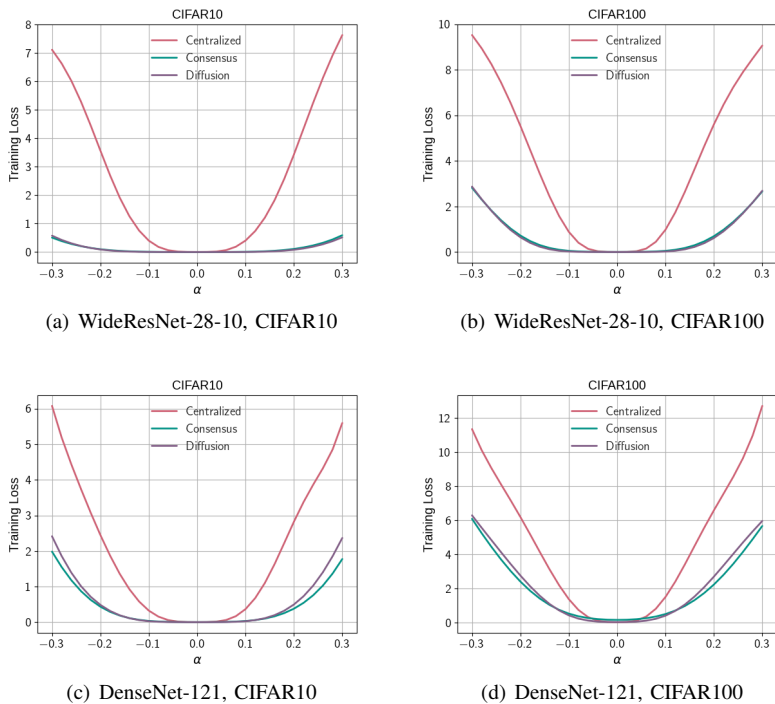 CIFAR10
8
7
6
5
4
3
2
1
0
Training Loss
Centralized
Consensus
Diffusion
−0.3 −0.2 −0.1 0.0 0.1 0.2 0.3
α
(a) WideResNet-28-10, CIFAR10
CIFAR100
10
8
6
4
2
0
Training Loss
Centralized
Consensus
Diffusion
−0.3 −0.2 −0.1 0.0 0.1 0.2 0.3
α
(b) WideResNet-28-10, CIFAR100
CIFAR10
6
5
4
3
2
1
0
Training Loss
Centralized
Consensus
Diffusion
−0.3 −0.2 −0.1 0.0 0.1 0.2 0.3
α
(c) DenseNet-121, CIFAR10
CIFAR100
12
10
8
6
4
2
0
Training Loss
Centralized
Consensus
Diffusion
−0.3 −0.2 −0.1 0.0 0.1 0.2 0.3
α
(d) DenseNet-121, CIFAR100